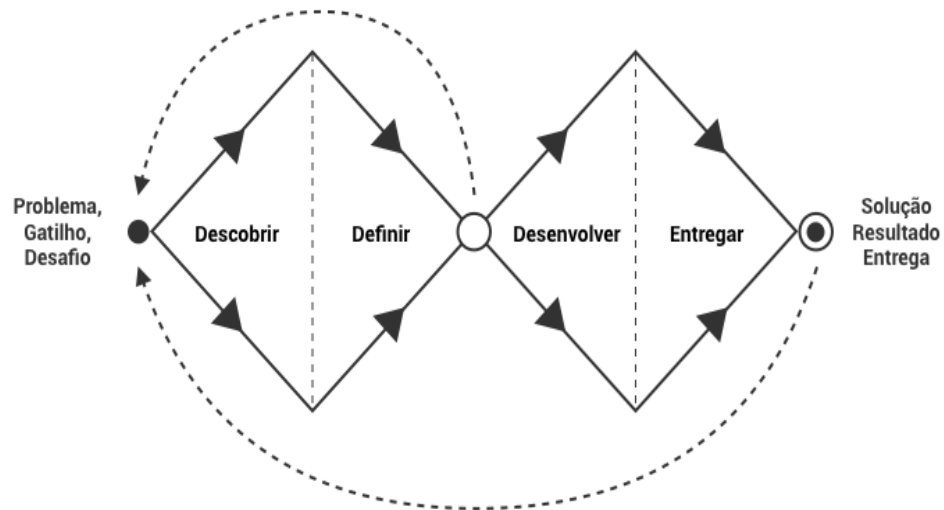 Problema,
Gatilho,
Desafio
Descobrir
Definir
Desenvolver
Entregar
Solução
Resultado
Entrega